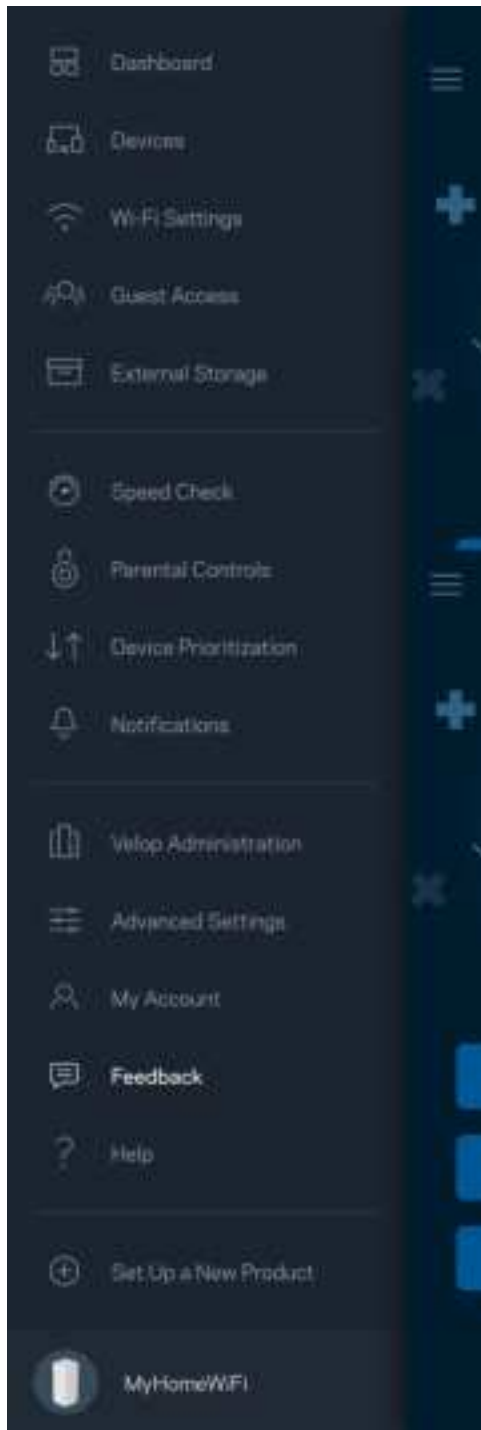 Dashboard
Devices
Wi-Fi Settings
Guest Access
External Storage
Speed Check
Parental Controls
Device Prioritization
Notifications
Velop Administration
Advanced Settings
My Account
Feedback
Help
Set Up a New Product
MyHomeWiFi